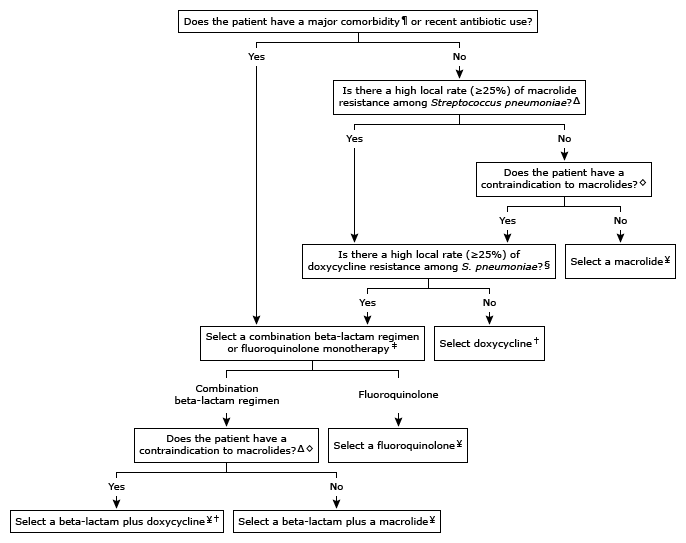 Does the patient have a major comorbidity¶ or recent antibiotic use?
Yes
No
Is there a high local rate (≥25%) of macrolide
resistance among Streptococcus pneumoniae?Δ
Yes
No
Does the patient have a
contraindication to macrolides?◇
Yes
No
Is there a high local rate (≥25%) of
doxycycline resistance among S. pneumoniae?§
Select a macrolide¥
Yes
No
Select a combination beta-lactam regimen
or fluoroquinolone monotherapy‡
Select doxycycline†
Combination
beta-lactam regimen
Fluoroquinolone
Does the patient have a
contraindication to macrolides?Δ◇
Select a fluoroquinolone¥
Yes
No
Select a beta-lactam plus doxycycline¥†
Select a beta-lactam plus a macrolide¥